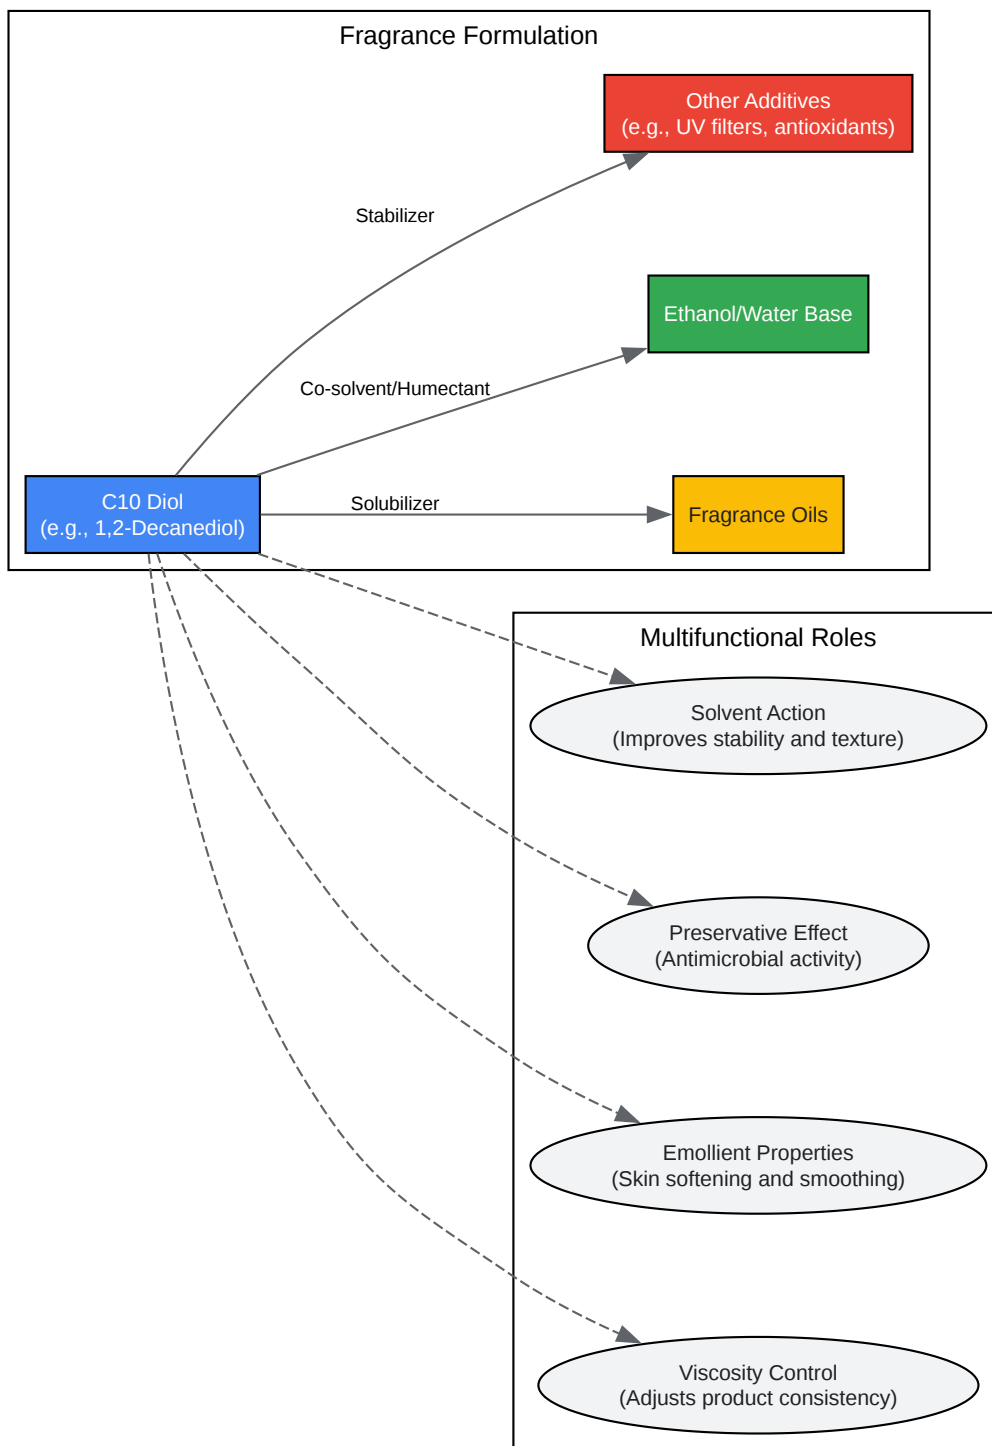 Fragrance Formulation
Other Additives
(e.g., UV filters, antioxidants)
Stabilizer
Ethanol/Water Base
Co-solvent/Humectant
C10 Diol
(e.g., 1,2-Decanediol)
Solubilizer
Fragrance Oils
Multifunctional Roles
Solvent Action
(Improves stability and texture)
Preservative Effect
(Antimicrobial activity)
Emollient Properties
(Skin softening and smoothing)
Viscosity Control
(Adjusts product consistency)